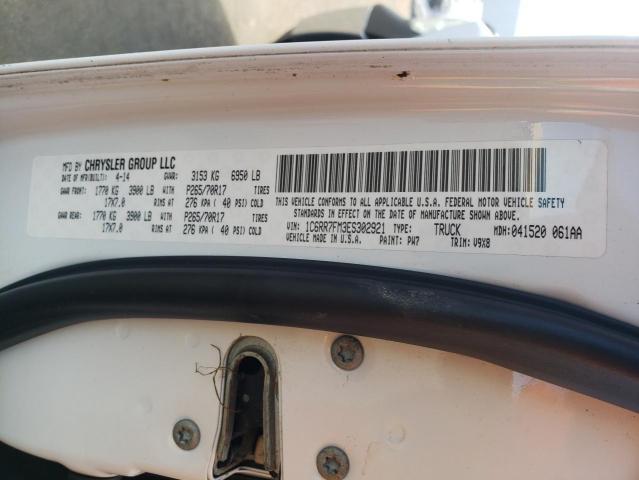 MFD BY CHRYSLER GROUP LLC
DATE OF MFR(BUILT): 4-14 GVWR: 3153 KG 6950 LB
GAWR FRONT: 1770 KG 3900 LB WITH P265/70R17 TIRES
17X7.0 RIMS AT 276 KPA ( 40 PSI) COLD
GAWR REAR: 1770 KG 3900 LB WITH P265/70R17 TIRES
17X7.0 RIMS AT 276 KPA ( 40 PSI) COLD
THIS VEHICLE CONFORMS TO ALL APPLICABLE U.S.A. FEDERAL MOTOR VEHICLE SAFETY
STANDARDS IN EFFECT ON THE DATE OF MANUFACTURE SHOWN ABOVE.
VIN: 1C6RR7FM3ES302921 TYPE: TRUCK MDH: 041520 061AA
VEHICLE MADE IN U.S.A. PAINT: PW7 TRIM: V9X8